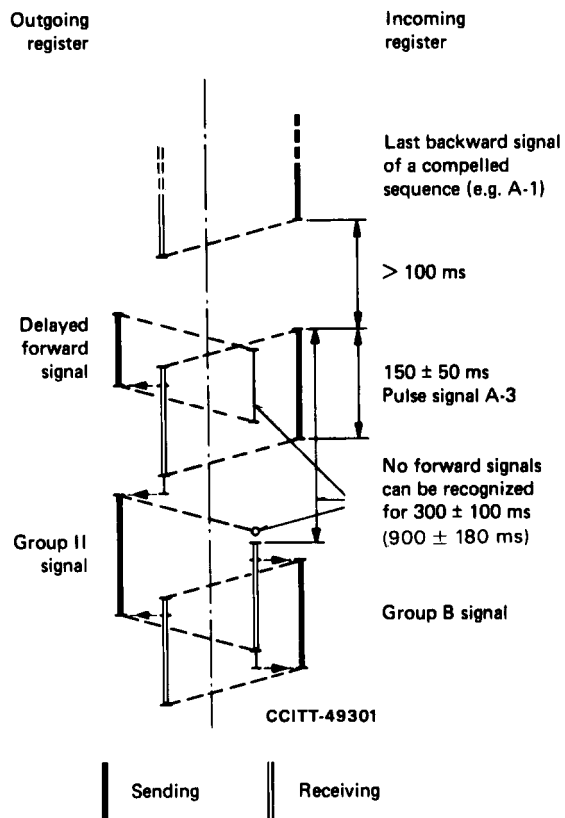 Outgoing
register
Incoming
register
Last backward signal
of a compelled
sequence (e.g. A-1)
> 100 ms
Delayed
forward
signal
150 ± 50 ms
Pulse signal A-3
No forward signals
can be recognized
for 300 ± 100 ms
(900 ± 180 ms)
Group II
signal
Group B signal
CCITT-49301
Sending
Receiving